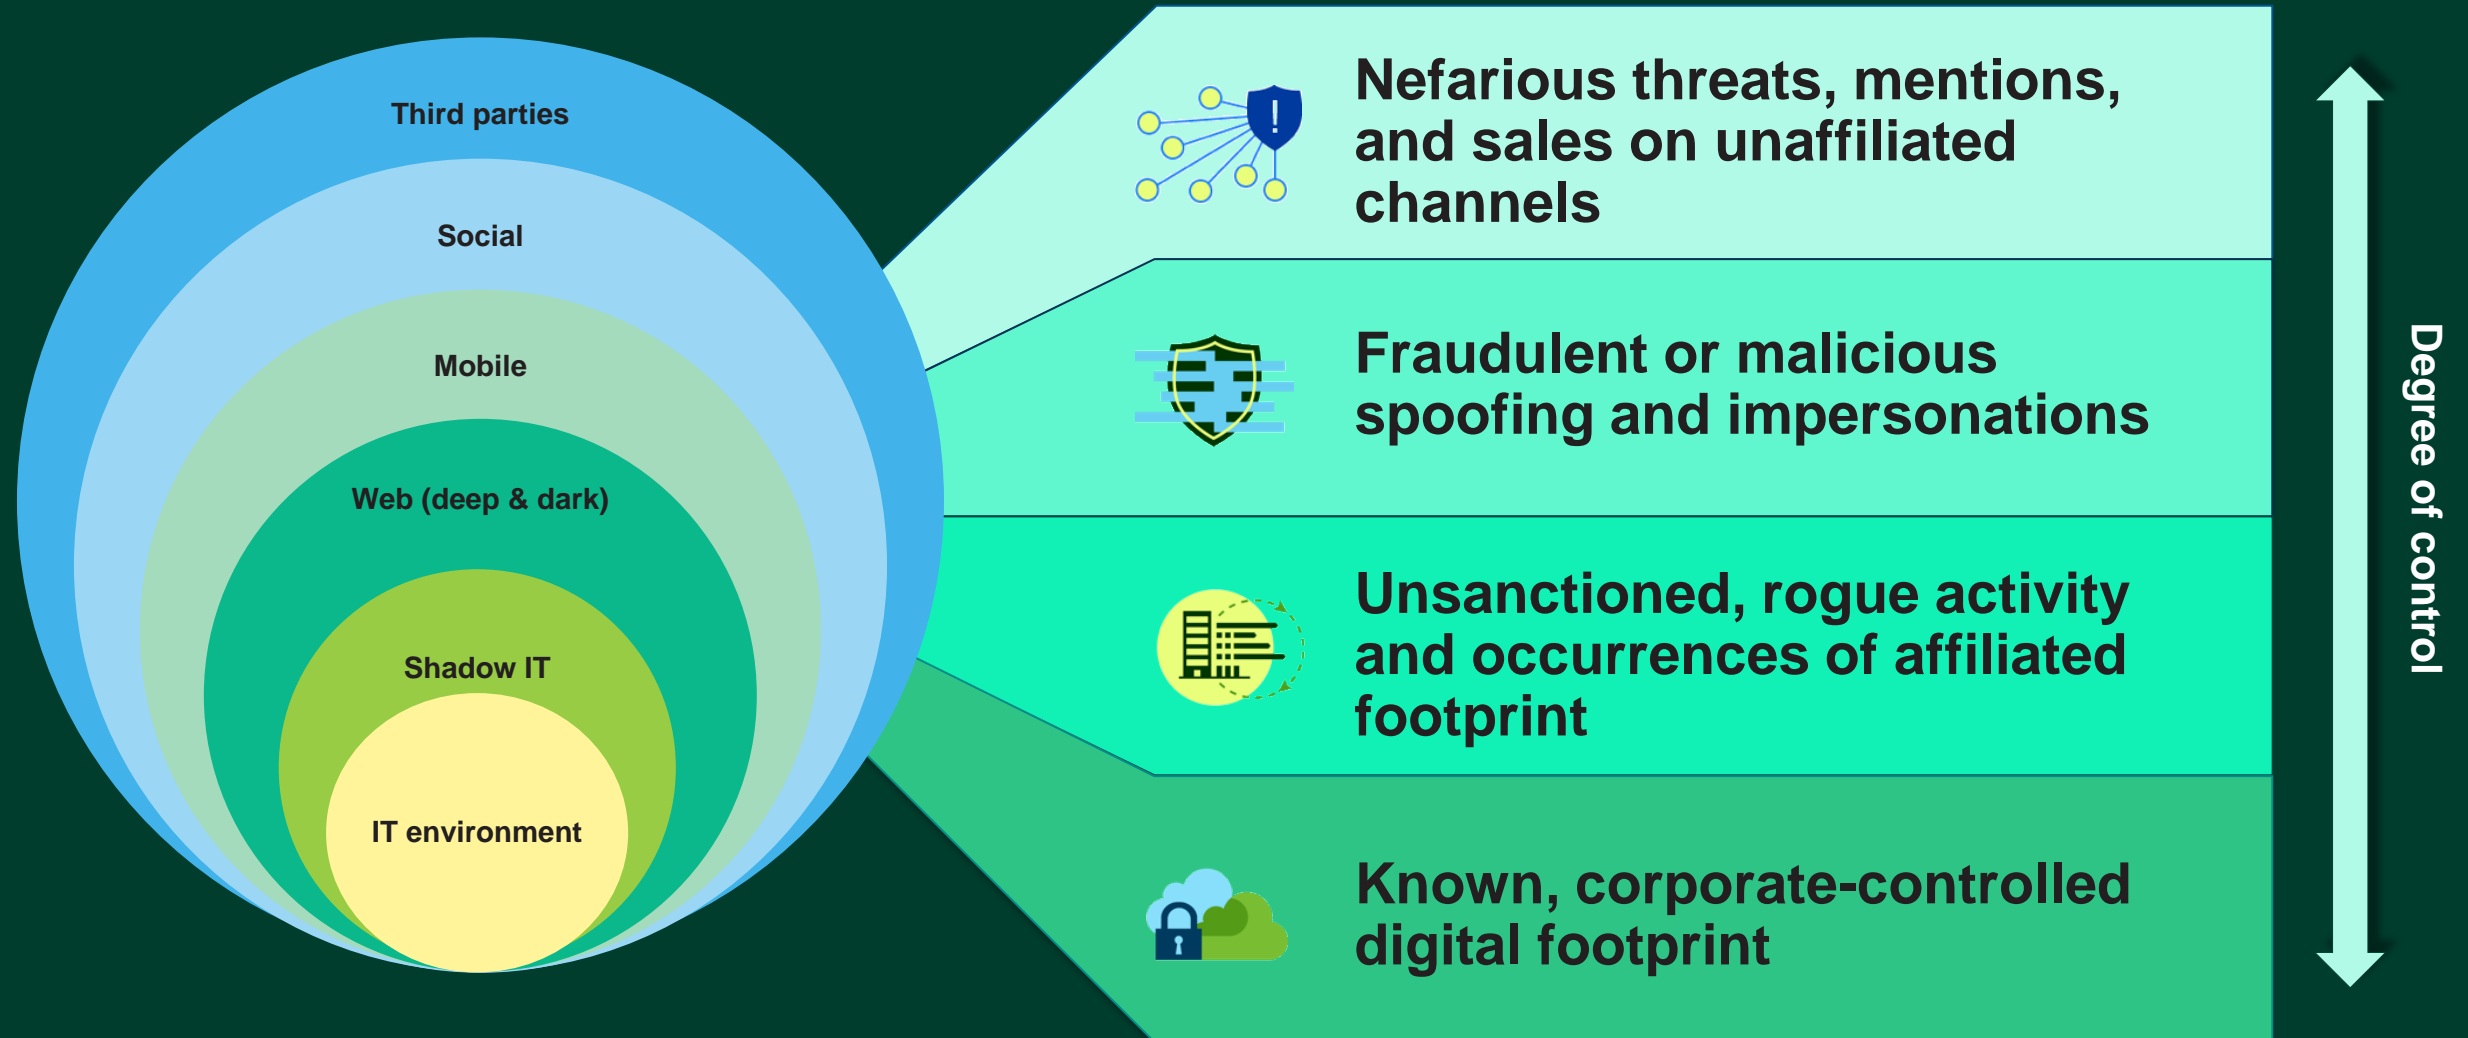 Third parties
Social
Mobile
Web (deep & dark)
Shadow IT
IT environment
Nefarious threats, mentions,
and sales on unaffiliated
channels
Fraudulent or malicious
spoofing and impersonations
Unsanctioned, rogue activity
and occurrences of affiliated
footprint
Known, corporate-controlled
digital footprint
Degree of control